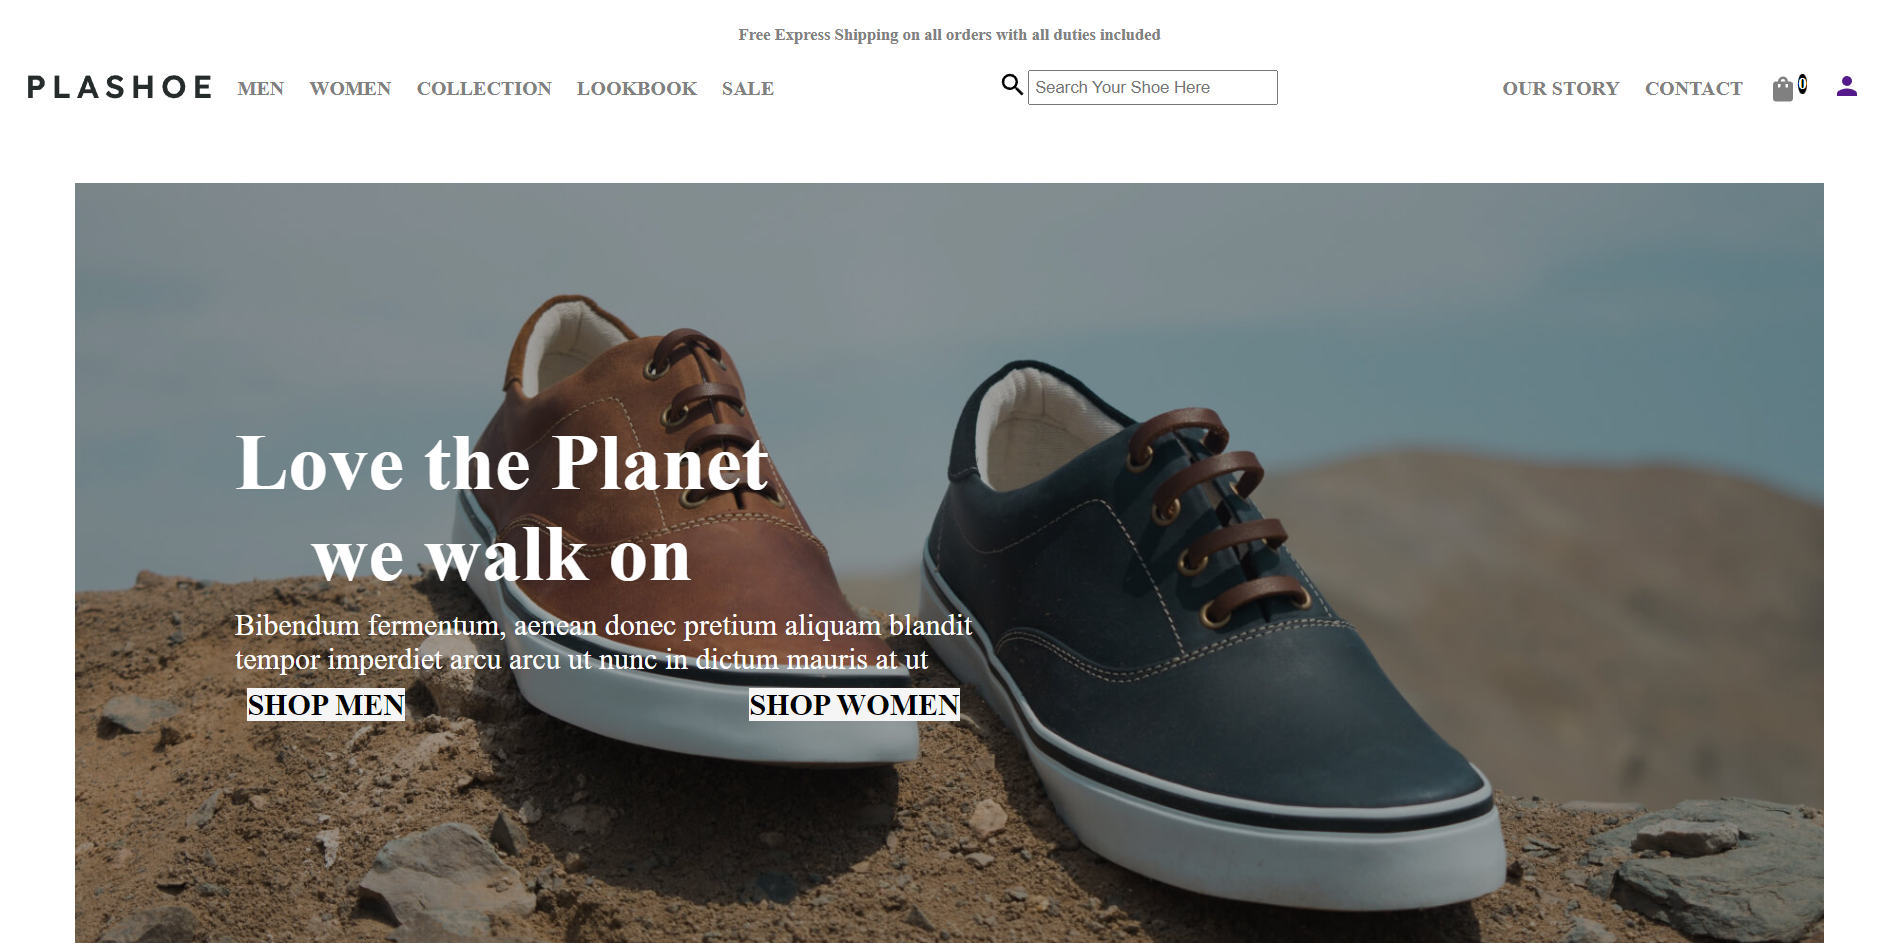 Free Express Shipping on all orders with all duties included
PLASHOE MEN WOMEN COLLECTION LOOKBOOK SALE Search Your Shoe Here OUR STORY CONTACT 0
Love the Planet
we walk on
Bibendum fermentum, aenean donec pretium aliquam blandit
tempor imperdiet arcu arcu ut nunc in dictum mauris at ut
SHOP MEN SHOP WOMEN